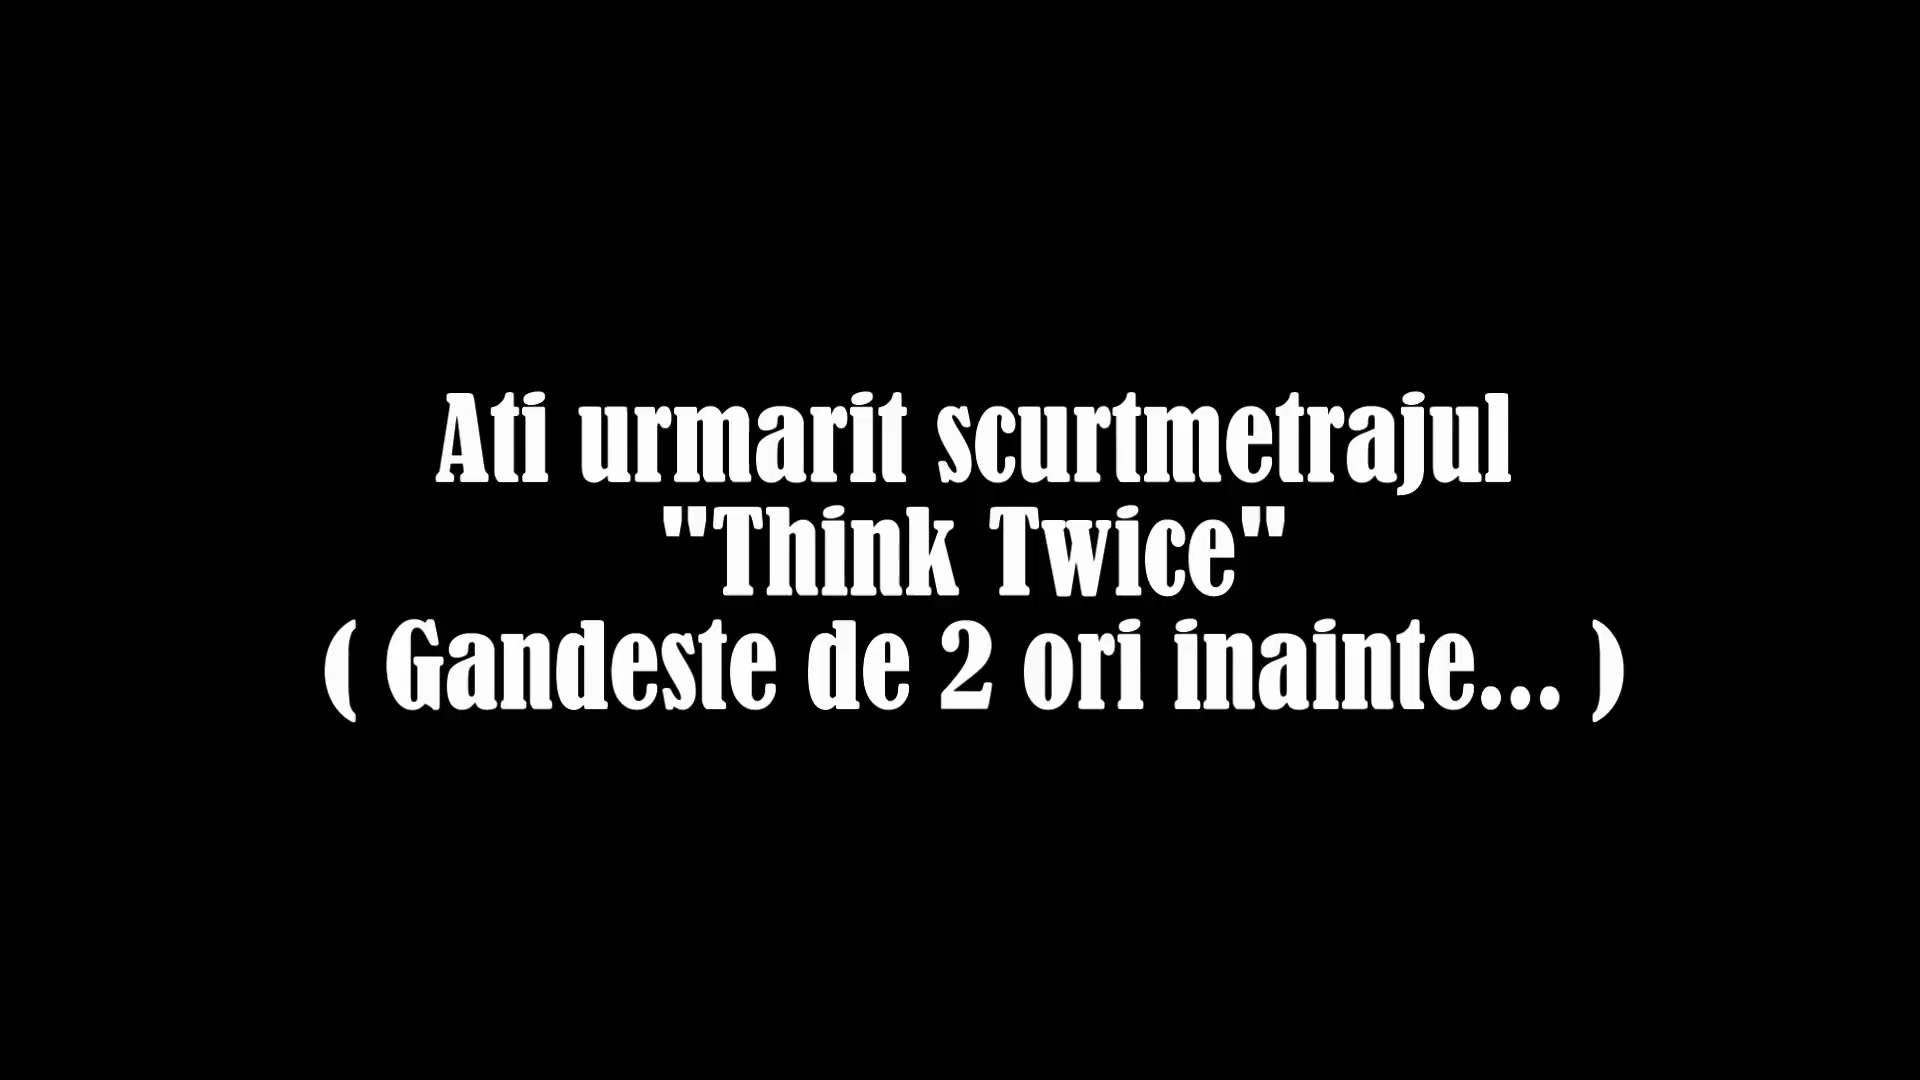 Ati urmarit scurtmetrajul
"Think Twice"
( Gandeste de 2 ori inainte... )